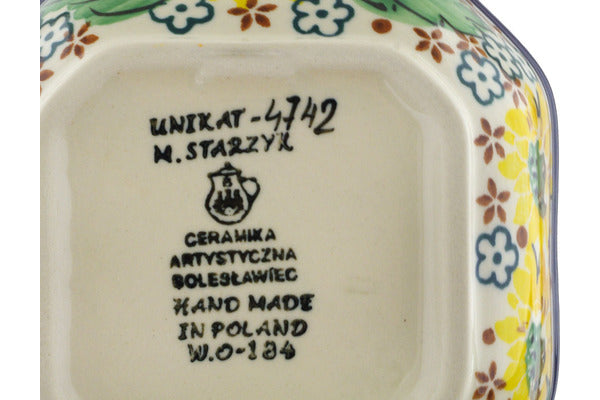 UNIKAT-4742
M. STARZYK
CERAMIKA
ARTYSTYCZNA
BOLESŁAWIEC
HAND MADE
IN POLAND
W.O-184